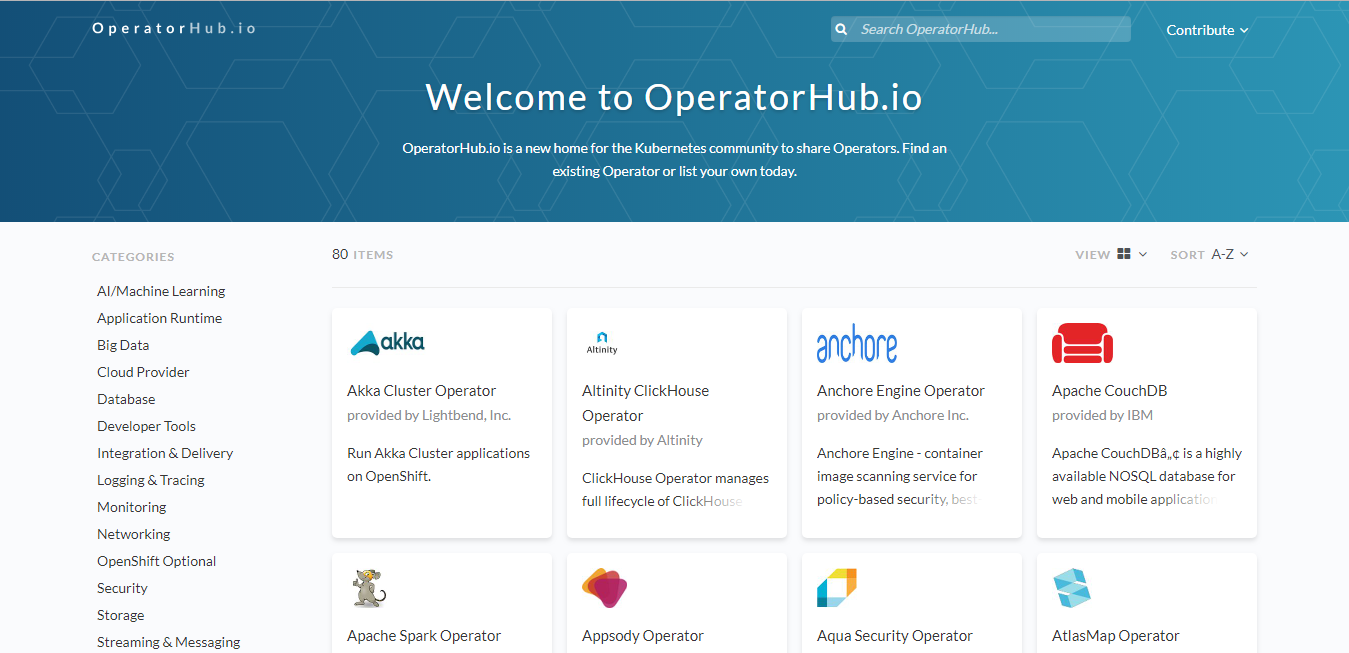 OperatorHub.io
Search OperatorHub...
Contribute
Welcome to OperatorHub.io
OperatorHub.io is a new home for the Kubernetes community to share Operators. Find an
existing Operator or list your own today.
CATEGORIES
AI/Machine Learning
Application Runtime
Big Data
Cloud Provider
Database
Developer Tools
Integration & Delivery
Logging & Tracing
Monitoring
Networking
OpenShift Optional
Security
Storage
Streaming & Messaging
80 ITEMS
VIEW
SORT A-Z
akka
Akka Cluster Operator
provided by Lightbend, Inc.
Run Akka Cluster applications
on OpenShift.
Altinity
Altinity ClickHouse
Operator
provided by Altinity
ClickHouse Operator manages
full lifecycle of ClickHouse
anchore
Anchore Engine Operator
provided by Anchore Inc.
Anchore Engine - container
image scanning service for
policy-based security, best
Apache CouchDB
provided by IBM
Apache CouchDBâ„¢ is a highly
available NOSQL database for
web and mobile application
Apache Spark Operator
Appsody Operator
Aqua Security Operator
AtlasMap Operator